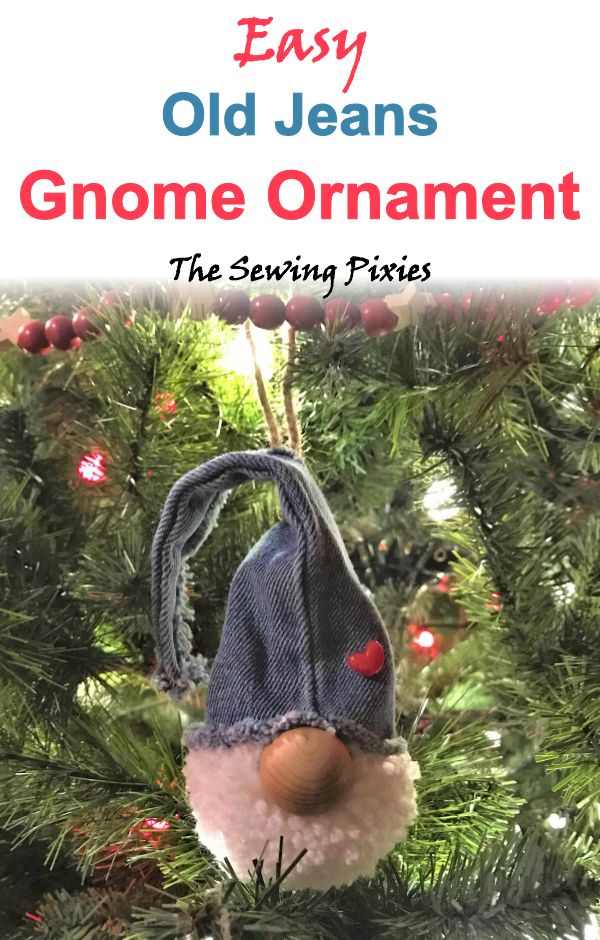 Easy
Old Jeans
Gnome Ornament
The Sewing Pixies